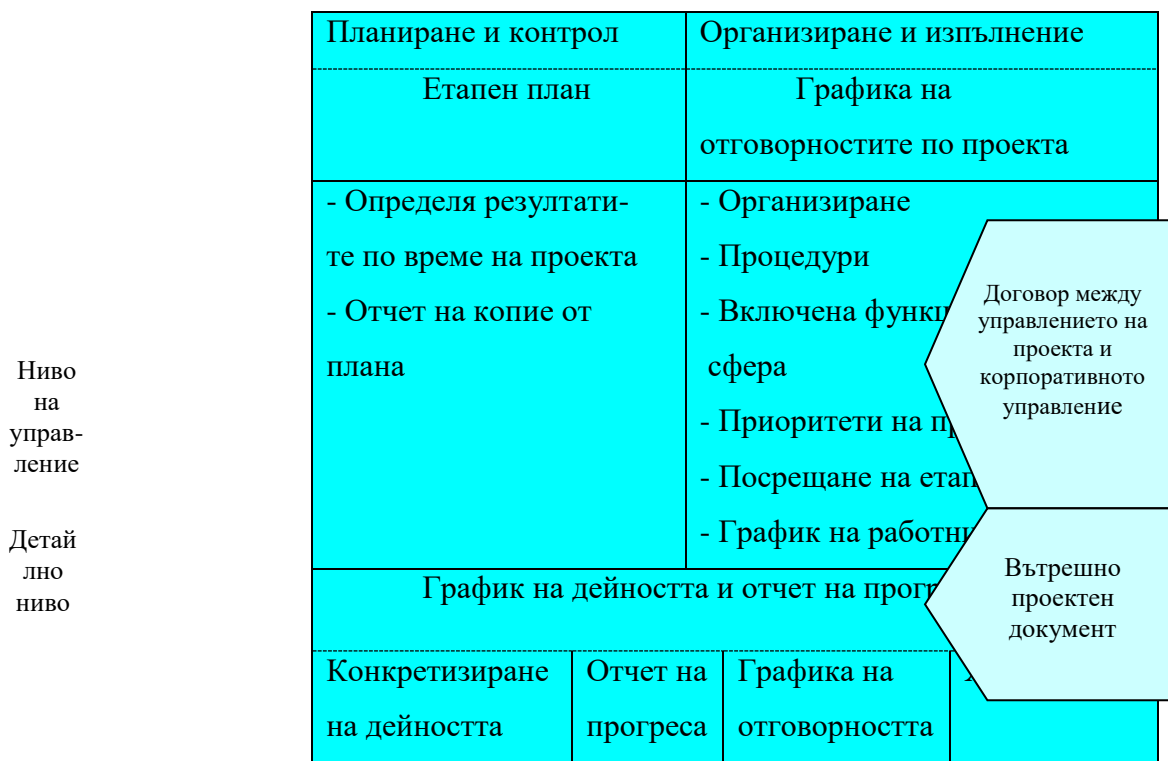 Планиране и контрол
Организиране и изпълнение
Етапен план
Графика на
отговорностите по проекта
- Определя резултати-
те по време на проекта
- Отчет на копие от
плана
- Организиране
- Процедури
- Включена
сфера
- Приоритети на
- Посрещане на
- График на
Договор между
управлението на
проекта и
корпоративното
управление
Ниво
на
управ-
ление
Детай
лно
ниво
График на дейността и отчет на
Вътрешно
проектен
документ
Конкретизиране
на дейността
Отчет на
прогреса
Графика на
отговорността